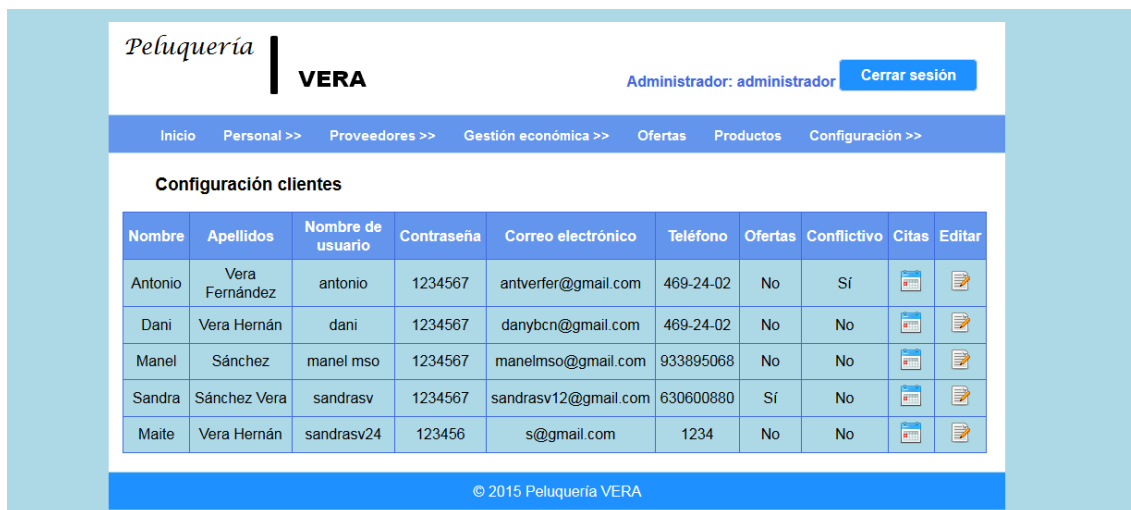 Peluquería
VERA
Administrador: administrador Cerrar sesión
Inicio Personal >> Proveedores >> Gestión económica >> Ofertas Productos Configuración >>
Configuración clientes
Nombre Apellidos Nombre de usuario Contraseña Correo electrónico Teléfono Ofertas Conflictivo Citas Editar
Antonio Vera Fernández antonio 1234567 antverfer@gmail.com 469-24-02 No Sí
Dani Vera Hernán dani 1234567 danybcn@gmail.com 469-24-02 No No
Manel Sánchez manel mso 1234567 manelmso@gmail.com 933895068 No No
Sandra Sánchez Vera sandrasv 1234567 sandrasv12@gmail.com 630600880 Sí No
Maite Vera Hernán sandrasv24 123456 s@gmail.com 1234 No No
© 2015 Peluquería VERA